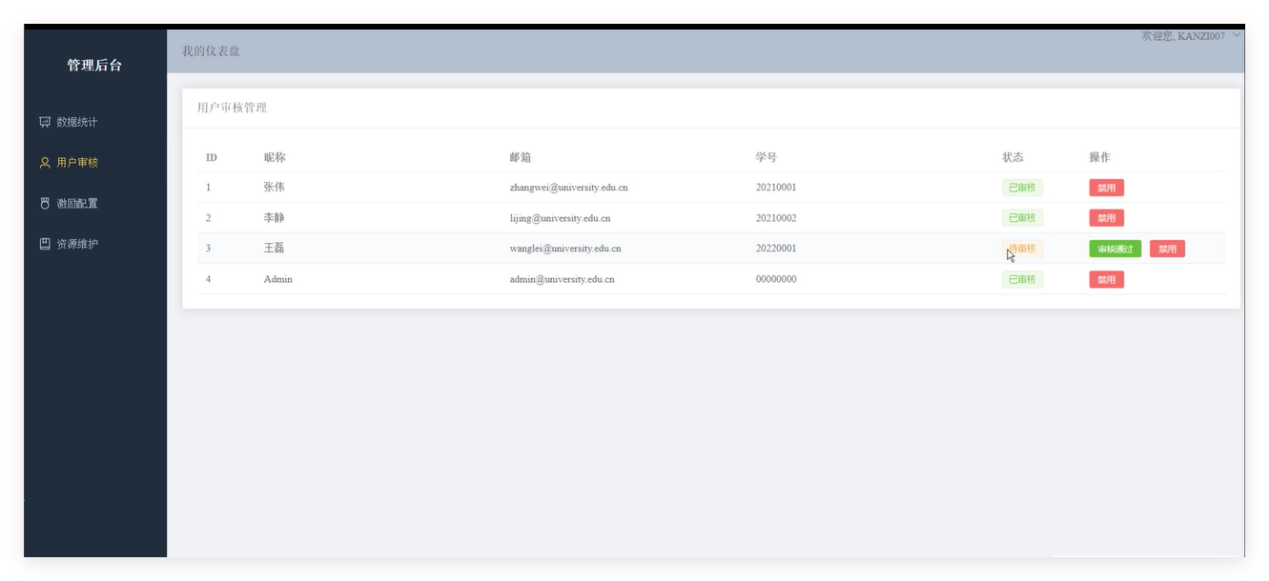 欢迎您, KANZI007
管理后台
我的仪表盘
数据统计
用户审核
激励配置
资源维护
用户审核管理
ID 昵称 邮箱 学号 状态 操作
1 张伟 zhangwei@university.edu.cn 20210001 已审核 禁用
2 李静 lijing@university.edu.cn 20210002 已审核 禁用
3 王磊 wanglei@university.edu.cn 20220001 待审核 审核通过 禁用
4 Admin admin@university.edu.cn 00000000 已审核 禁用